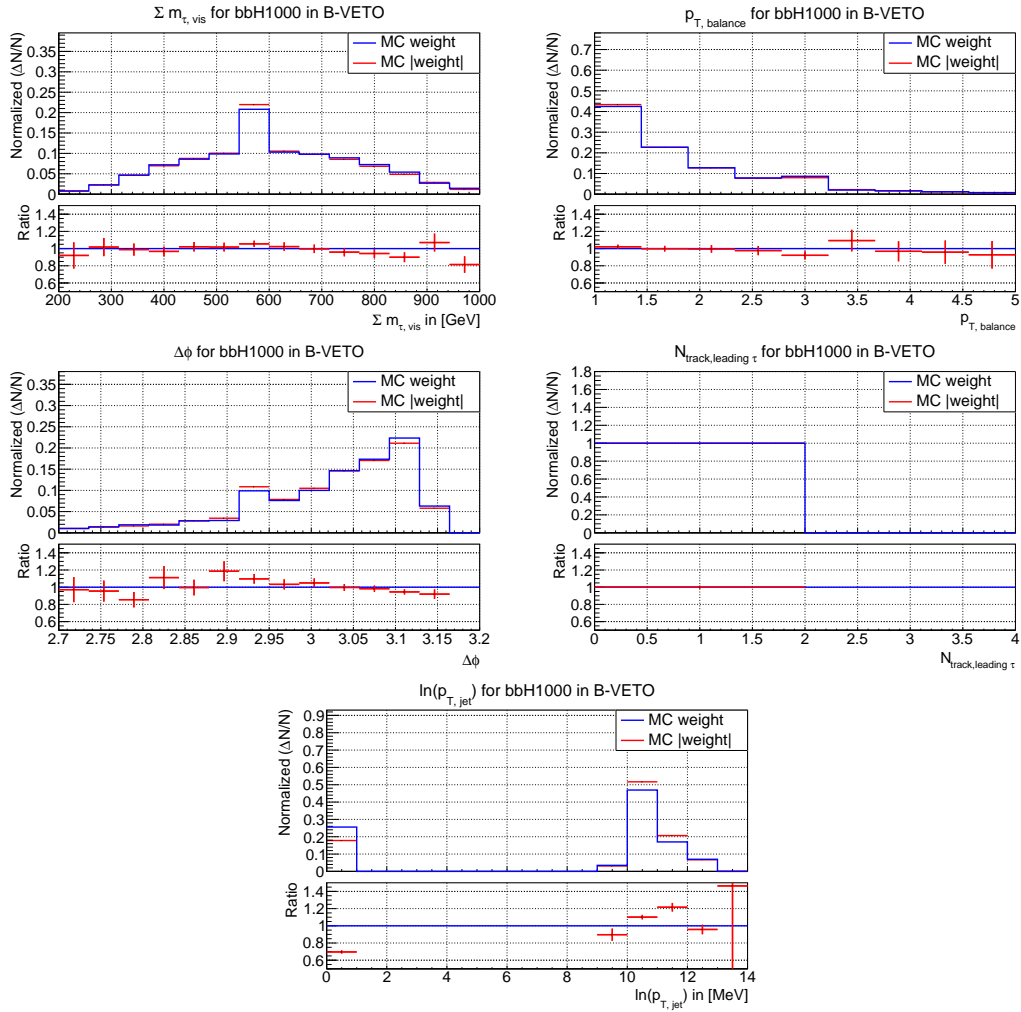 Σ m_τ, vis for bbH1000 in B-VETO
Normalized (ΔN/N)
MC weight
MC |weight|
0.35
0.3
0.25
0.2
0.15
0.1
0.05
0
Ratio
1.4
1.2
1
0.8
0.6
200 300 400 500 600 700 800 900 1000
Σ m_τ, vis in [GeV]
p_T, balance for bbH1000 in B-VETO
Normalized (ΔN/N)
MC weight
MC |weight|
0.7
0.6
0.5
0.4
0.3
0.2
0.1
0
Ratio
1.4
1.2
1
0.8
0.6
1 1.5 2 2.5 3 3.5 4 4.5 5
p_T, balance
Δϕ for bbH1000 in B-VETO
Normalized (ΔN/N)
MC weight
MC |weight|
0.35
0.3
0.25
0.2
0.15
0.1
0.05
0
Ratio
1.4
1.2
1
0.8
0.6
2.7 2.75 2.8 2.85 2.9 2.95 3 3.05 3.1 3.15 3.2
Δϕ
N_track,leading τ for bbH1000 in B-VETO
Normalized (ΔN/N)
MC weight
MC |weight|
1.8
1.6
1.4
1.2
1
0.8
0.6
0.4
0.2
0
Ratio
1.4
1.2
1
0.8
0.6
0 0.5 1 1.5 2 2.5 3 3.5 4
N_track,leading τ
ln(p_T, jet) for bbH1000 in B-VETO
Normalized (ΔN/N)
MC weight
MC |weight|
0.9
0.8
0.7
0.6
0.5
0.4
0.3
0.2
0.1
0
Ratio
1.4
1.2
1
0.8
0.6
0 2 4 6 8 10 12 14
ln(p_T, jet) in [MeV]